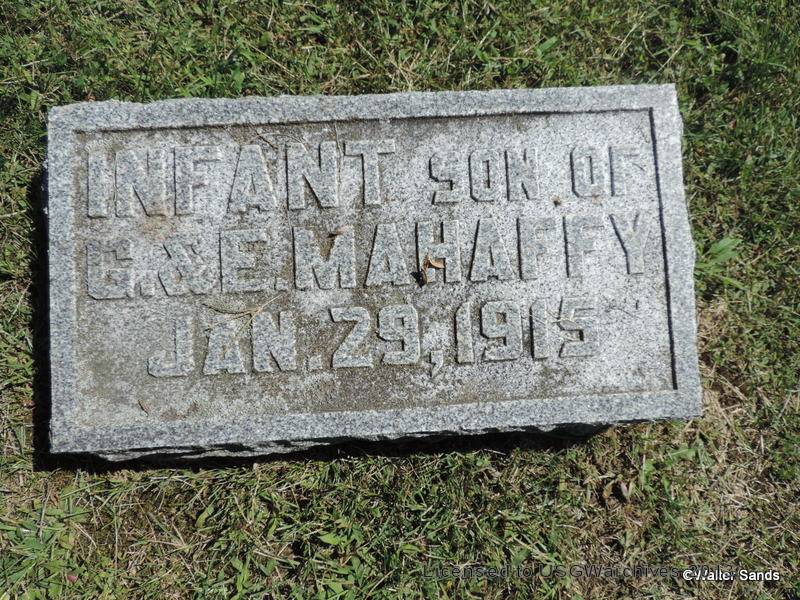 INFANT SON OF
G. & E. MAHAFFY
JAN. 29, 1915
Licensed to USGWarchives
©Walter Sands